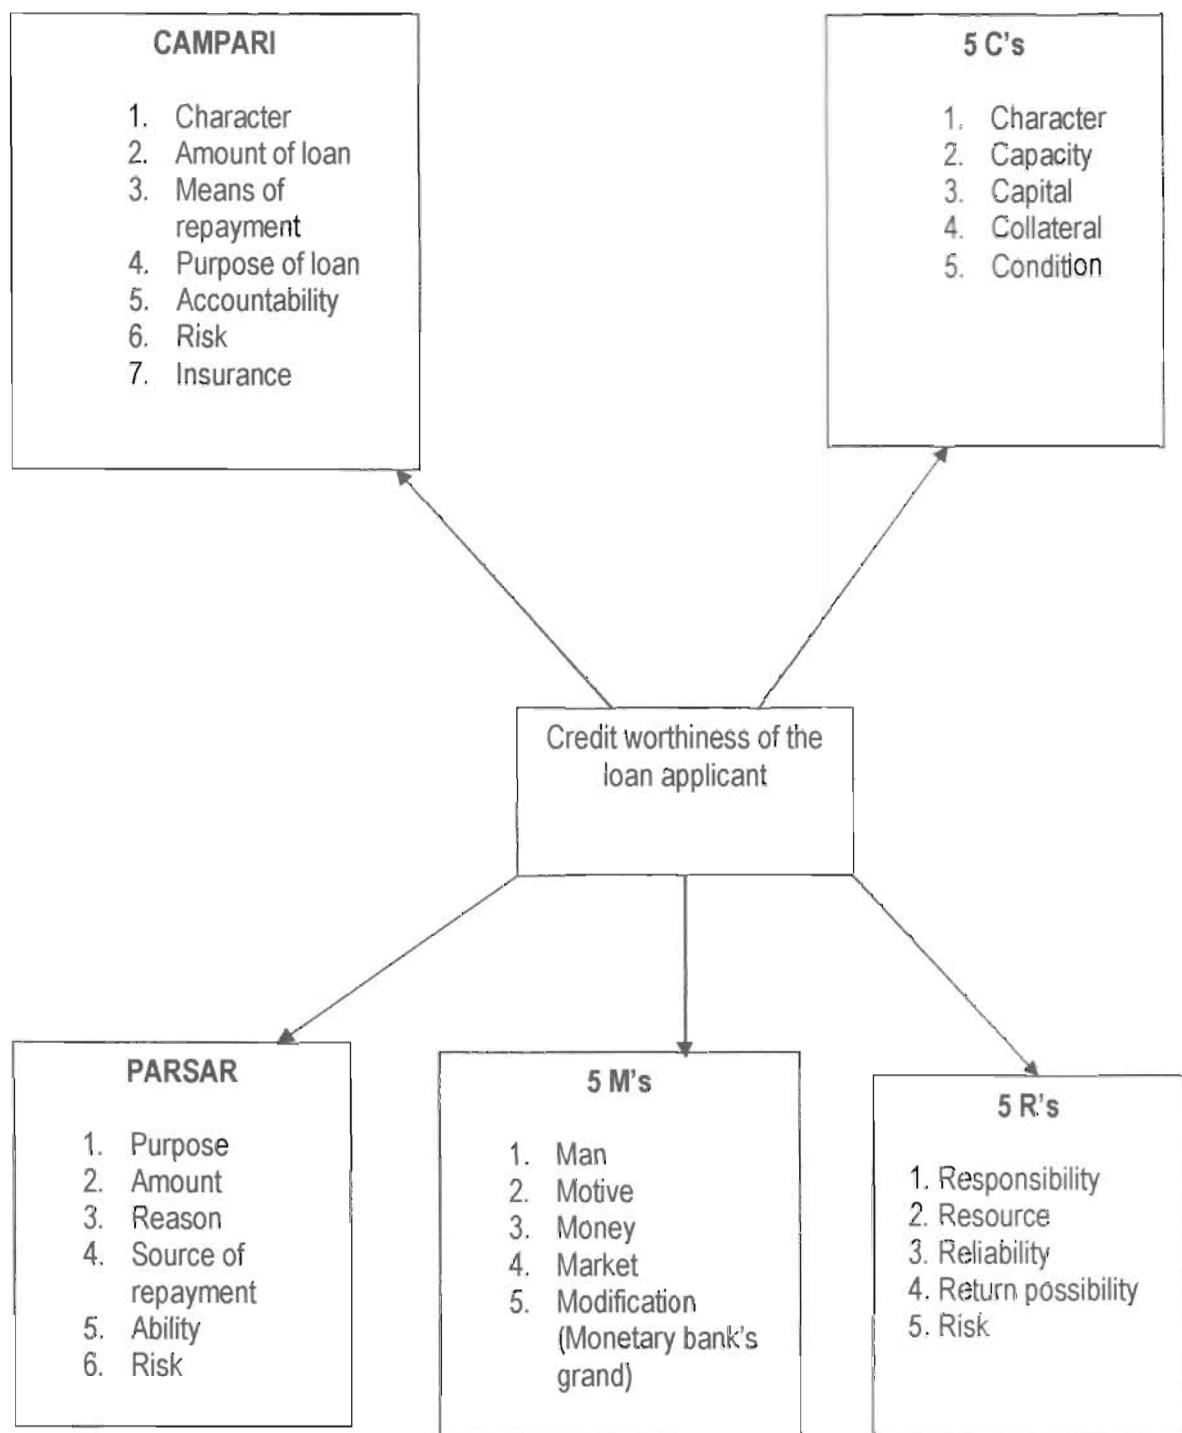 CAMPARI
1. Character
2. Amount of loan
3. Means of
repayment
4. Purpose of loan
5. Accountability
6. Risk
7. Insurance
5 C's
1. Character
2. Capacity
3. Capital
4. Collateral
5. Condition
Credit worthiness of the
loan applicant
PARSAR
1. Purpose
2. Amount
3. Reason
4. Source of
repayment
5. Ability
6. Risk
5 M's
1. Man
2. Motive
3. Money
4. Market
5. Modification
(Monetary bank's
grand)
5 R's
1. Responsibility
2. Resource
3. Reliability
4. Return possibility
5. Risk